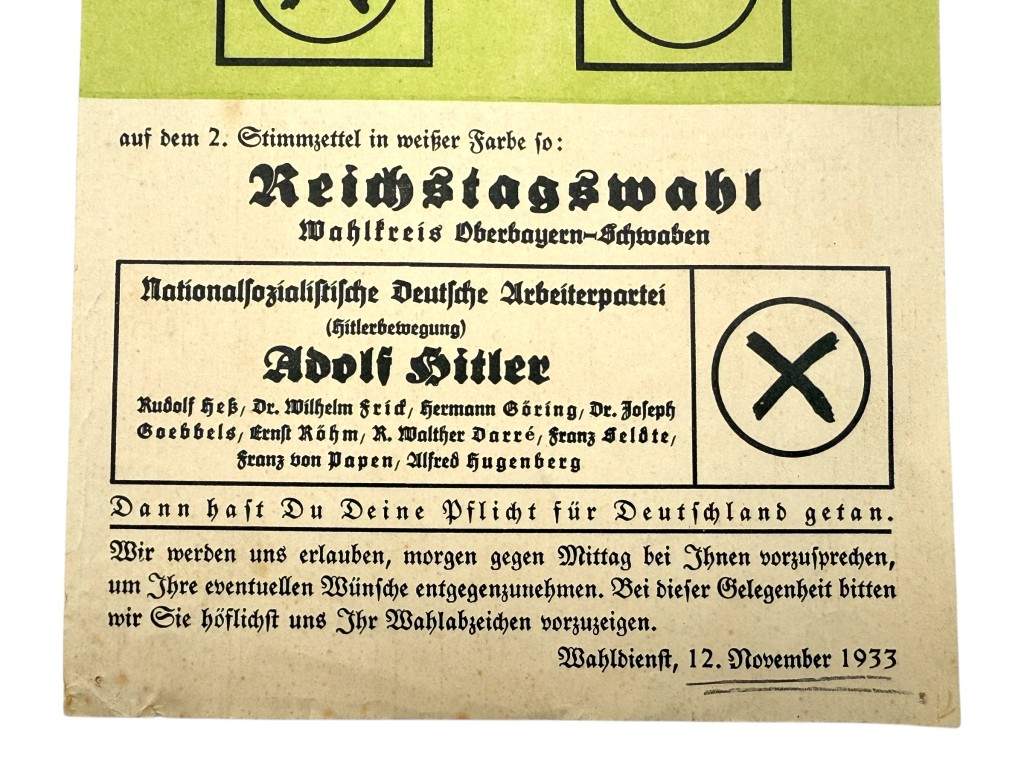 auf dem 2. Stimmzettel in weißer Farbe so:
Reichstagswahl
Wahlkreis Oberbayern-Schwaben
Nationalsozialistische Deutsche Arbeiterpartei
(Hitlerbewegung)
Adolf Hitler
Rudolf Heß, Dr. Wilhelm Frick, Hermann Göring, Dr. Joseph
Goebbels, Ernst Röhm, R. Walther Darré, Franz Seldte,
Franz von Papen, Alfred Hugenberg
Dann hast Du Deine Pflicht für Deutschland getan.
Wir werden uns erlauben, morgen gegen Mittag bei Ihnen vorzusprechen,
um Ihre eventuellen Wünsche entgegenzunehmen. Bei dieser Gelegenheit bitten
wir Sie höflichst uns Ihr Wahlabzeichen vorzuzeigen.
Wahldienst, 12. November 1933